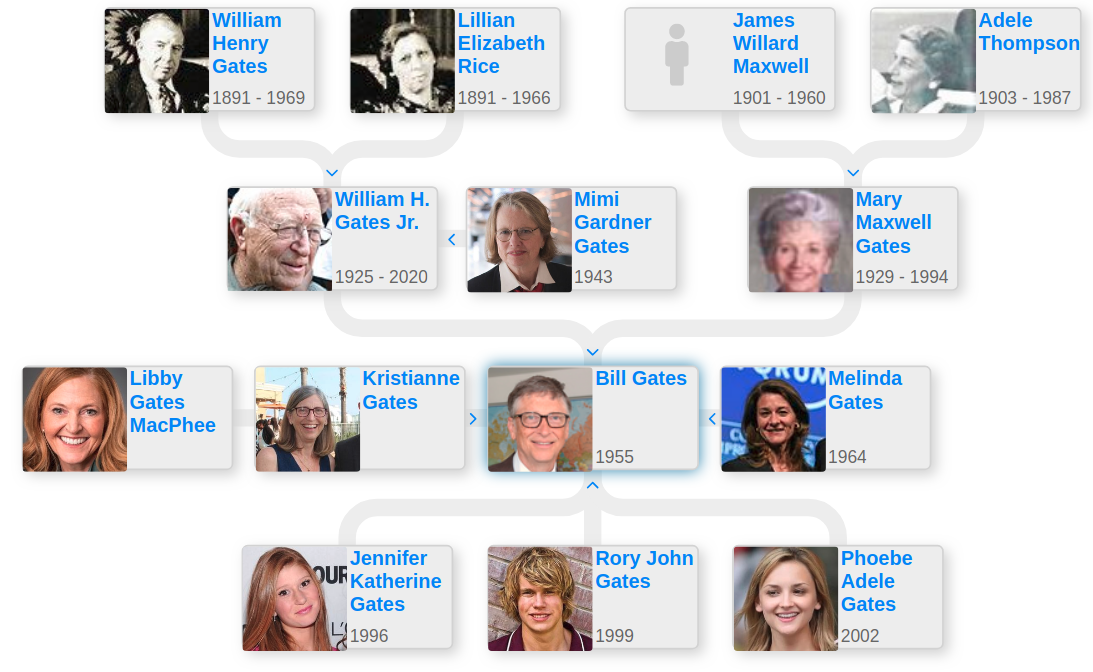 William
Henry
Gates
1891 - 1969
Lillian
Elizabeth
Rice
1891 - 1966
James
Willard
Maxwell
1901 - 1960
Adele
Thompson
1903 - 1987
William H.
Gates Jr.
1925 - 2020
Mimi
Gardner
Gates
1943
Mary
Maxwell
Gates
1929 - 1994
Libby
Gates
MacPhee
Kristianne
Gates
Bill Gates
1955
Melinda
Gates
1964
Jennifer
Katherine
Gates
1996
Rory John
Gates
1999
Phoebe
Adele
Gates
2002